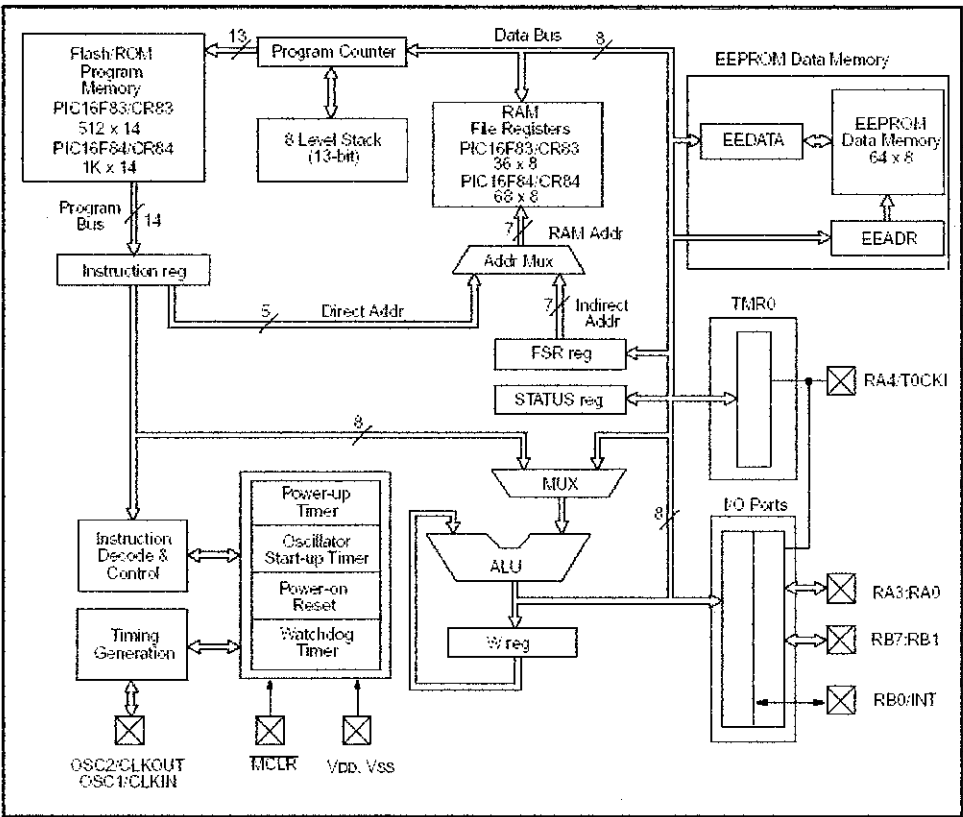 Flash/ROM
Program
Memory
PIC16F83/CR83
512 x 14
PIC16F84/CR84
1K x 14
13
Program Counter
8 Level Stack
(13-bit)
Data Bus
8
RAM
File Registers
PIC16F83/CR83
36 x 8
PIC16F84/CR84
68 x 8
EEPROM Data Memory
EEDATA
EEPROM
Data Memory
64 x 8
EEADR
Program
Bus
14
Instruction reg
7
RAM Addr
Addr Mux
5
Direct Addr
7
Indirect
Addr
FSR reg
STATUS reg
TMR0
RA4/T0CKI
8
MUX
8
I/O Ports
Power-up
Timer
Oscillator
Start-up Timer
Power-on
Reset
Watchdog
Timer
Instruction
Decode &
Control
Timing
Generation
ALU
W reg
RA3:RA0
RB7:RB1
RB0/INT
OSC2/CLKOUT
OSC1/CLKIN
MCLR
VDD, VSS